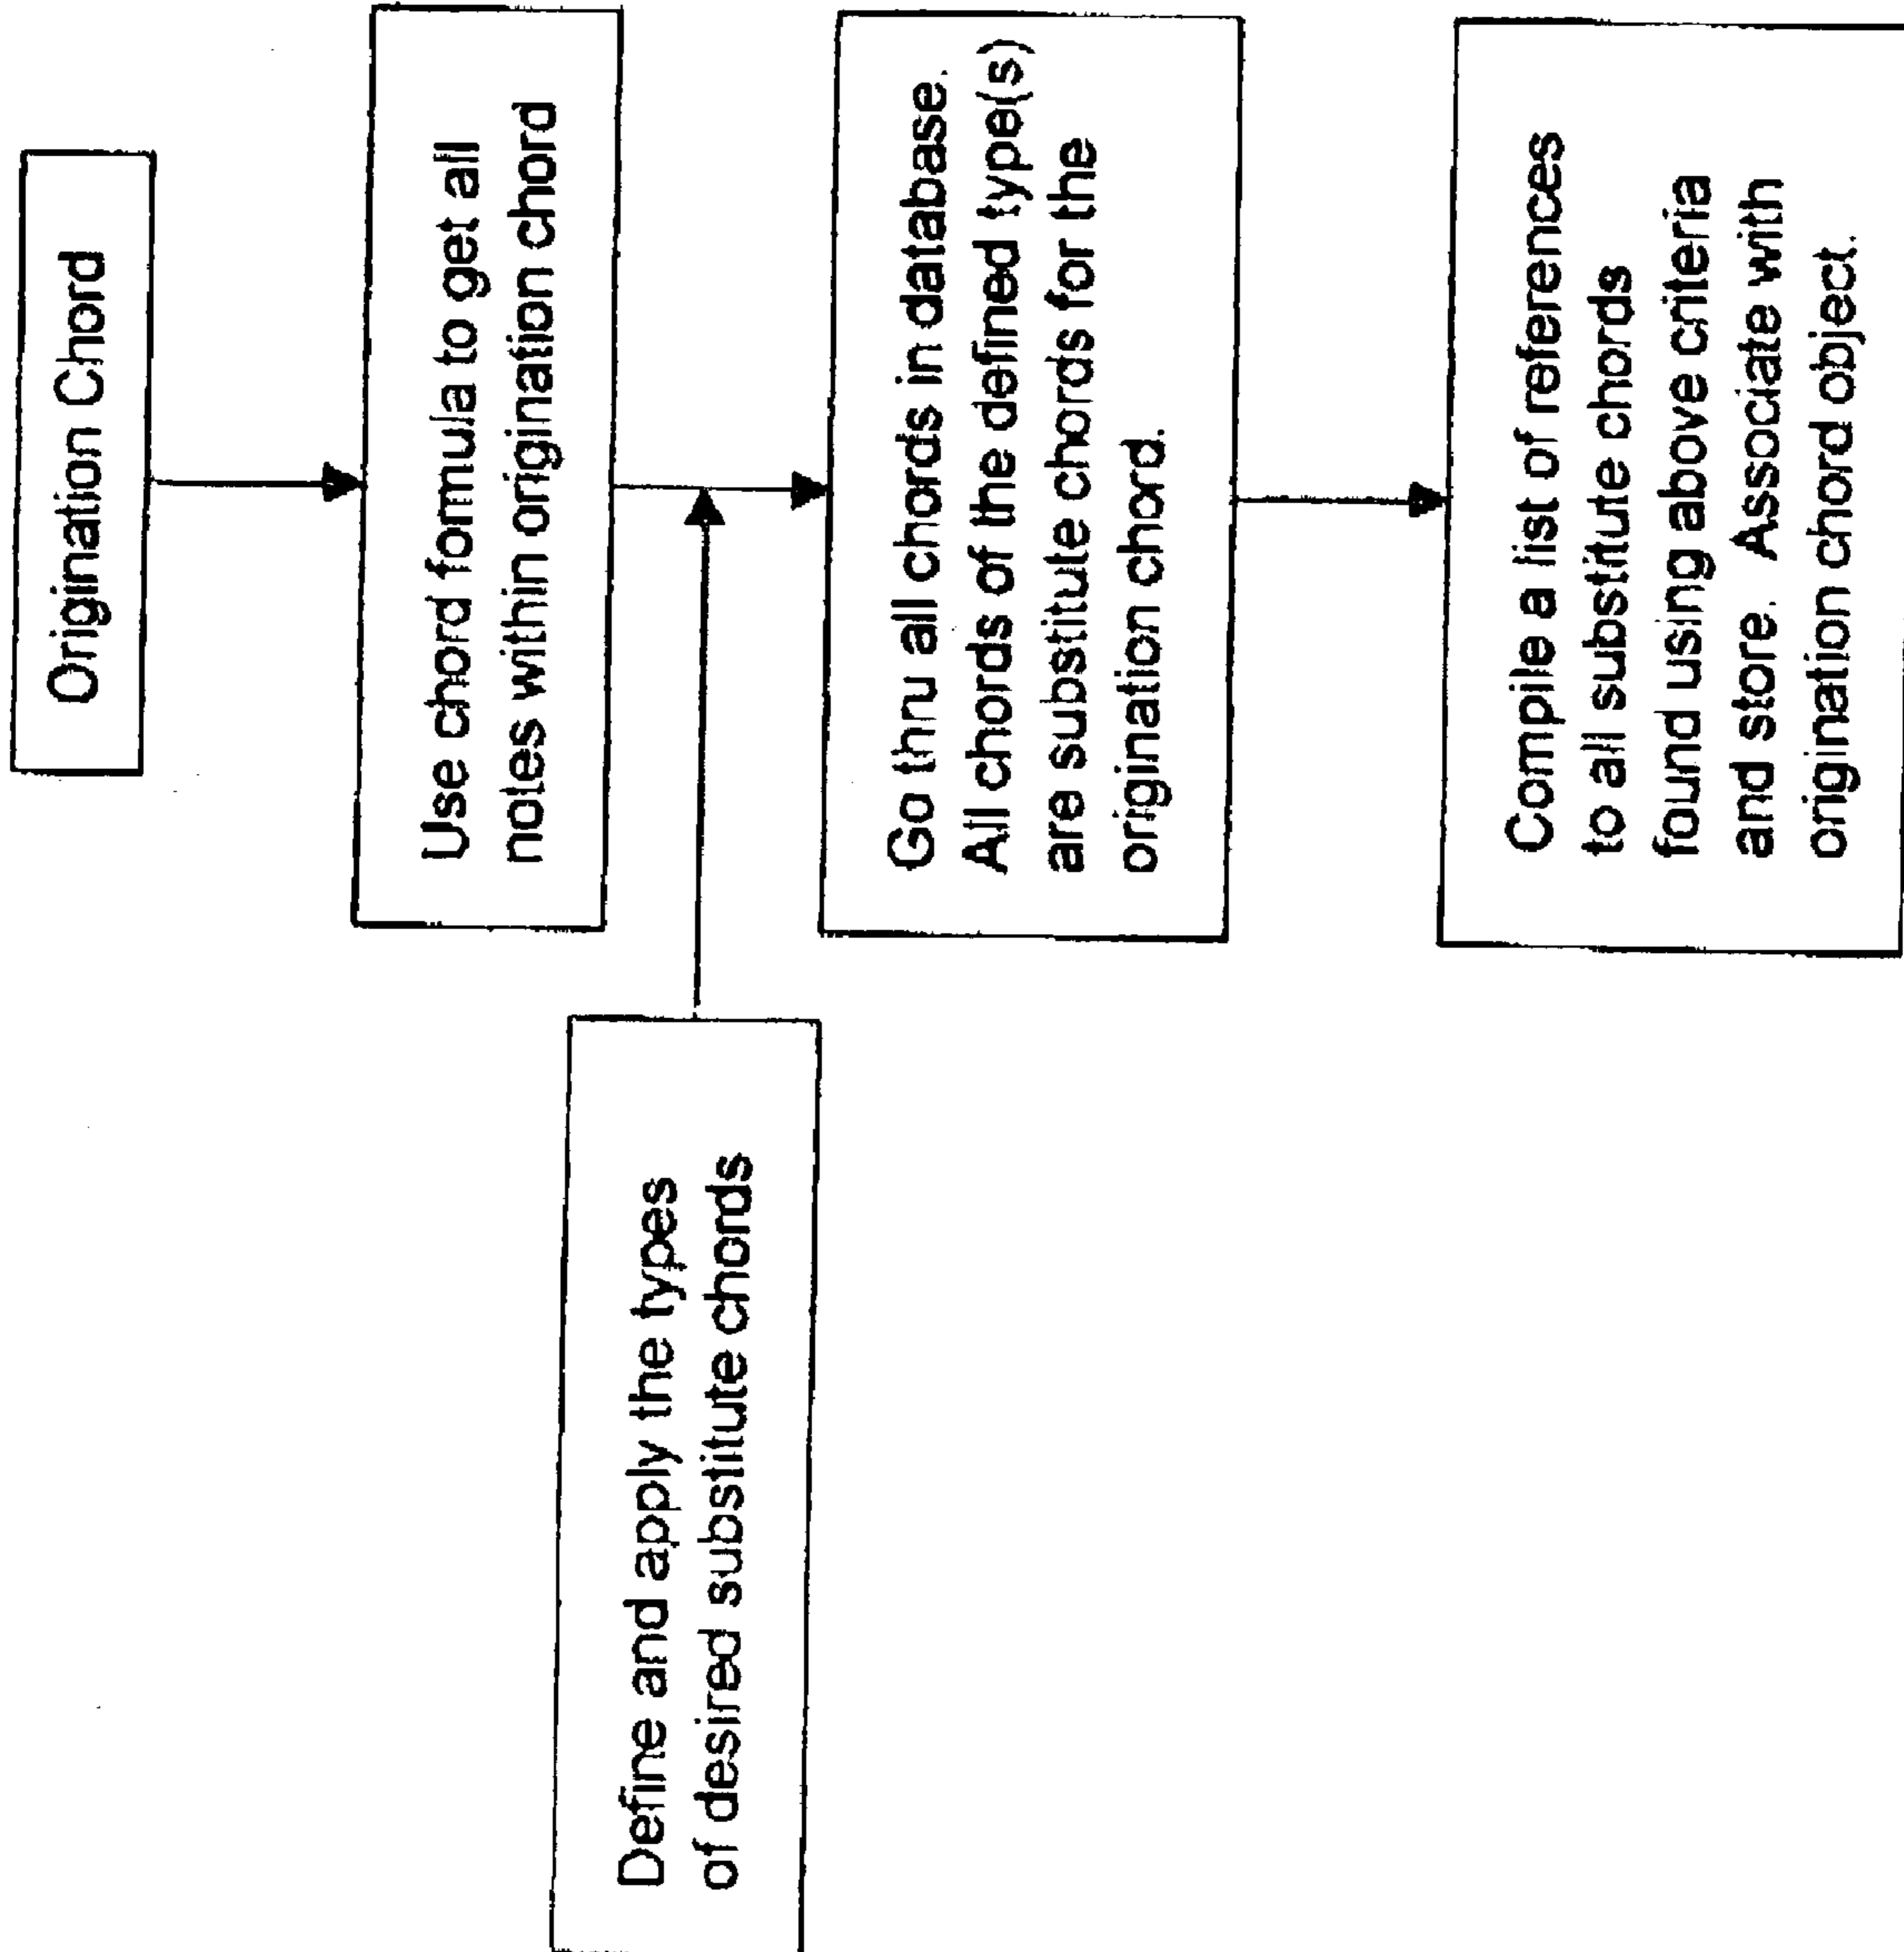 Origination Chord
Use chord formula to get all
notes within origination chord
Define and apply the types
of desired substitute chords
Go thru all chords in database.
All chords of the defined type(s)
are substitute chords for the
origination chord.
Compile a list of references
to all substitute chords
found using above criteria
and store. Associate with
origination chord object.